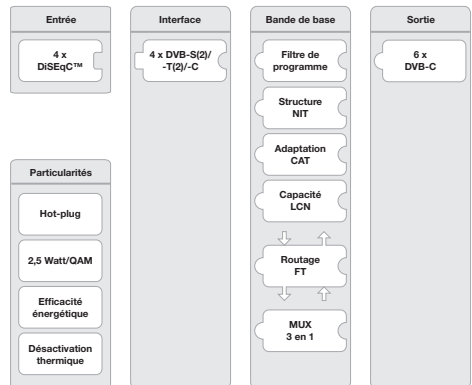 Entrée
4 x
DiSEqC™
Particularités
Hot-plug
2,5 Watt/QAM
Efficacité
énergétique
Désactivation
thermique
Interface
4 x DVB-S(2)/
-T(2)/-C
Bande de base
Filtre de
programme
Structure
NIT
Adaptation
CAT
Capacité
LCN
Routage
FT
MUX
3 en 1
Sortie
6 x
DVB-C